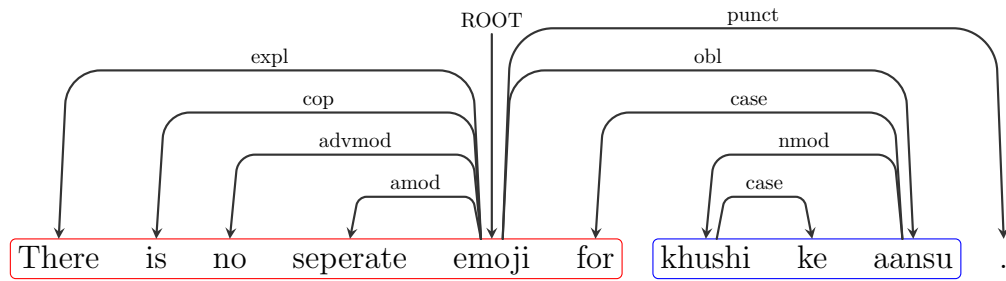 ROOT punct
expl obl
cop case
advmod nmod
amod case
There is no seperate emoji for khushi ke aansu .